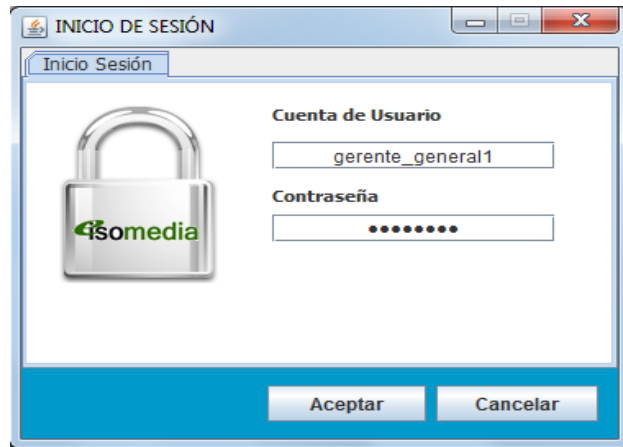 INICIO DE SESIÓN
Inicio Sesión
Cuenta de Usuario
gerente_general1
Contraseña
••••••••
isomedia
Aceptar
Cancelar